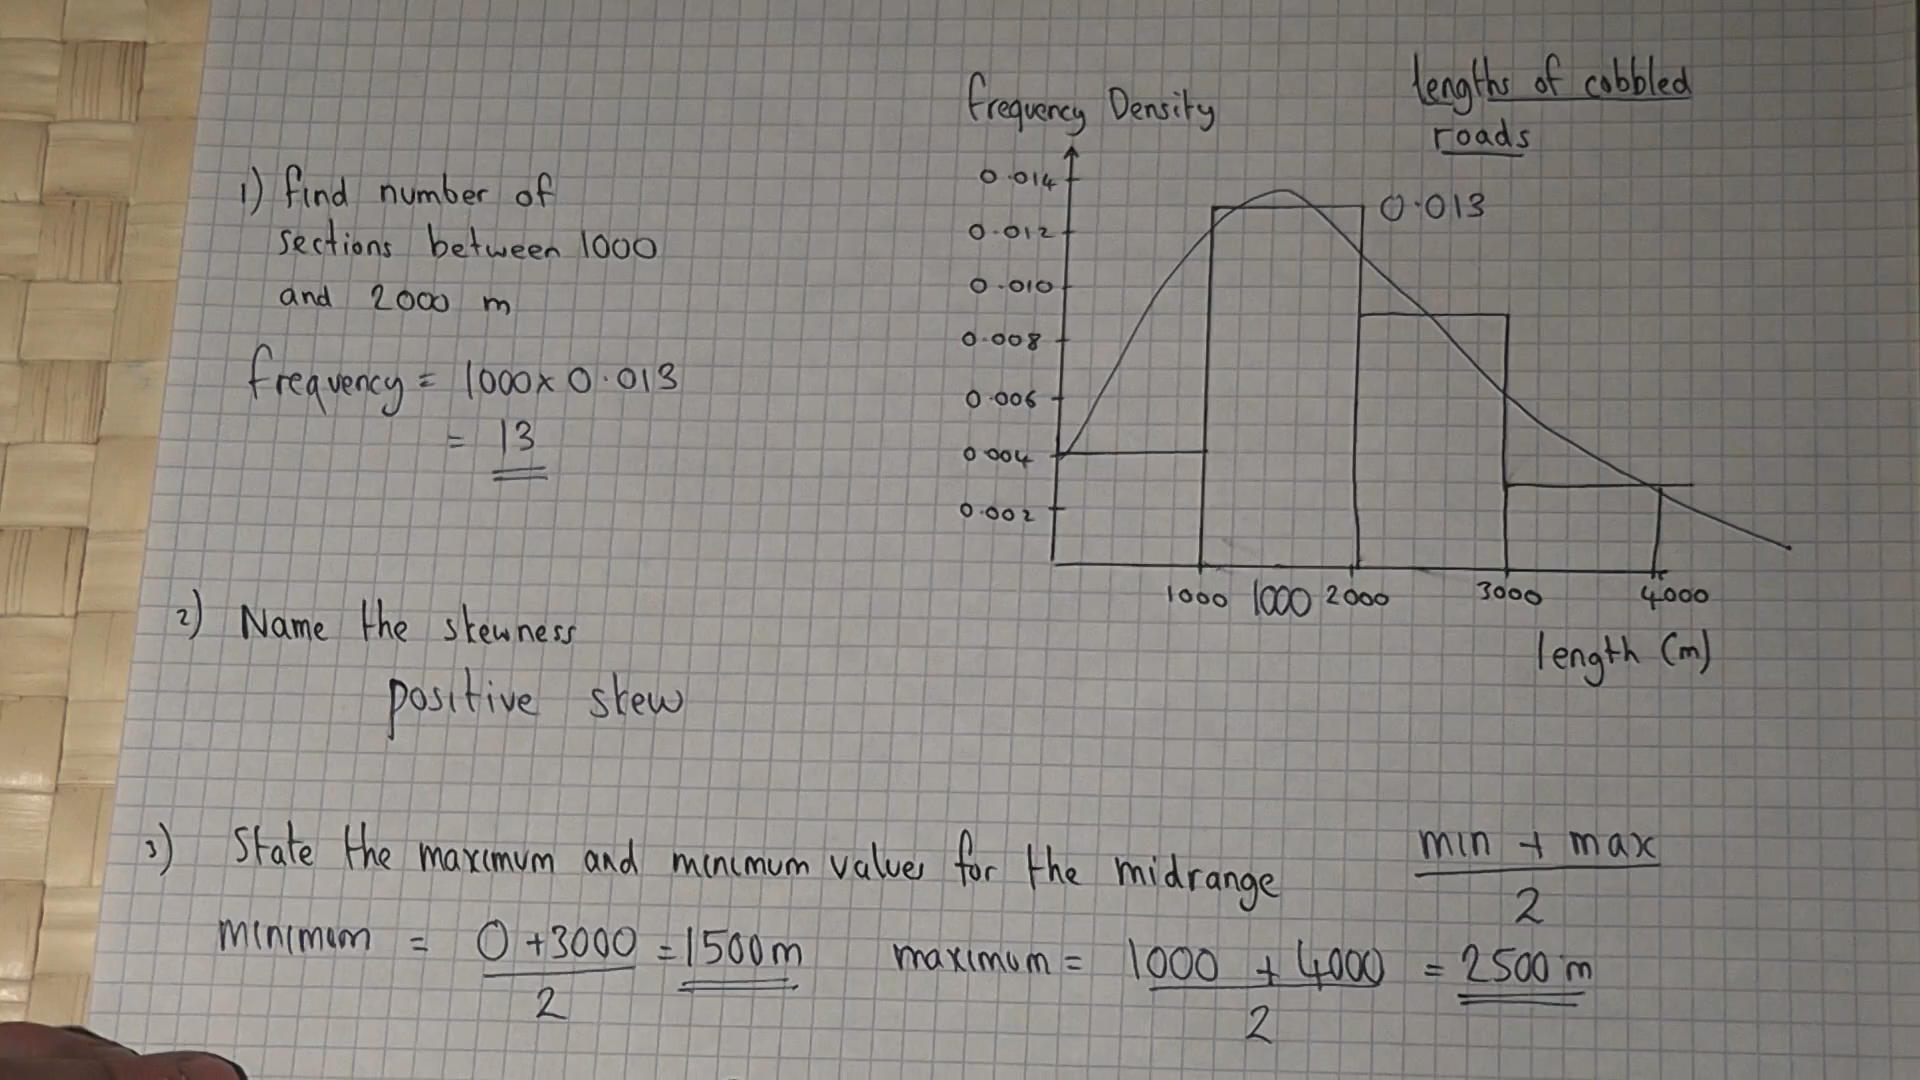 1) find number of
sections between 1000
and 2000 m
frequency = 1000 x 0.013
= 13
frequency Density
lengths of cobbled
roads
0.014
0.013
0.012
0.010
0.008
0.006
0.004
0.002
1000 1000 2000 3000 4000
length (m)
2) Name the skewness
positive skew
3) State the maximum and minimum values for the midrange
min + max
2
minimum = 0 + 3000 = 1500 m
2
maximum = 1000 + 4000 = 2500 m
2